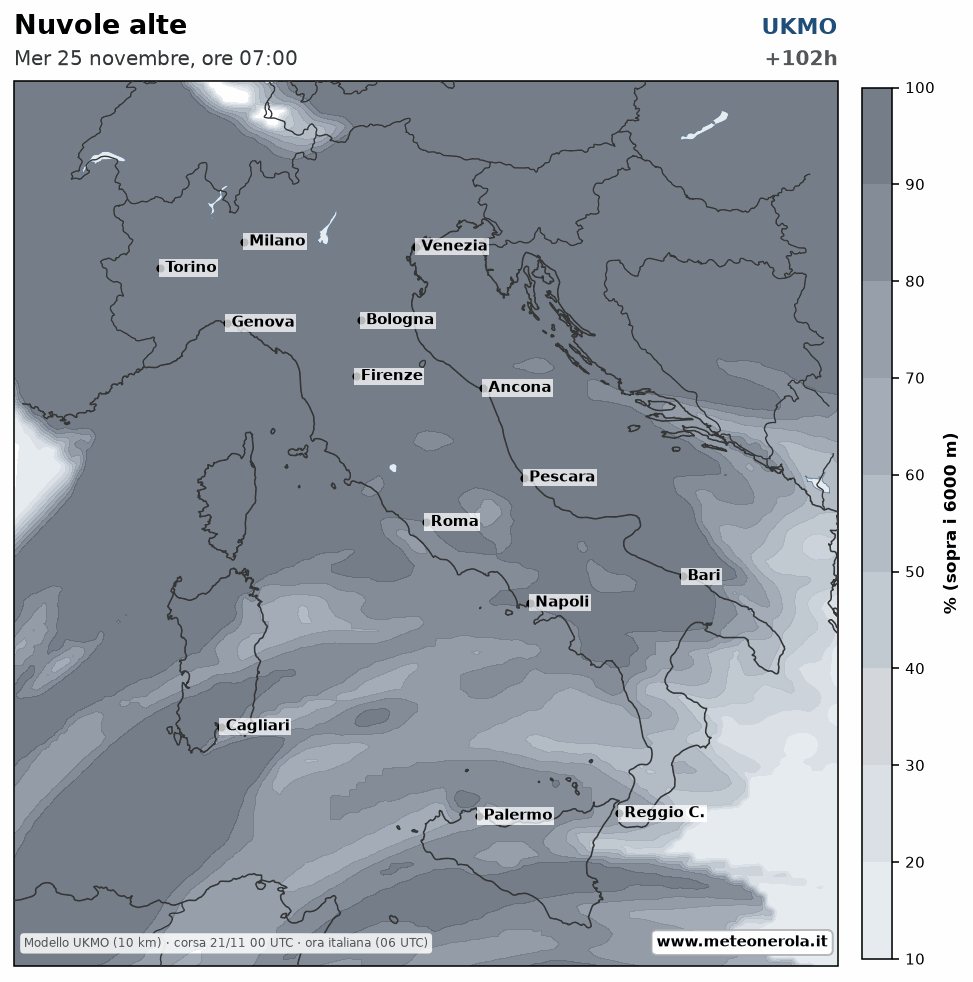 Nuvole alte
UKMO
Mer 25 novembre, ore 07:00
+102h
Milano
Venezia
Torino
Genova
Bologna
Firenze
Ancona
Pescara
Roma
Bari
Napoli
Cagliari
Palermo
Reggio C.
Modello UKMO (10 km) · corsa 21/11 00 UTC · ora italiana (06 UTC)
www.meteonerola.it
100
90
80
70
60
50
40
30
20
10
% (sopra i 6000 m)